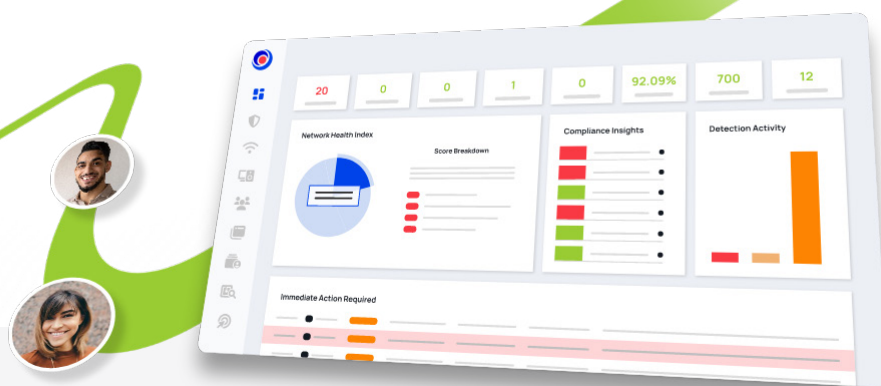 20
0
0
1
0
92.09%
700
12
Network Health Index
Score Breakdown
Compliance Insights
Detection Activity
Immediate Action Required